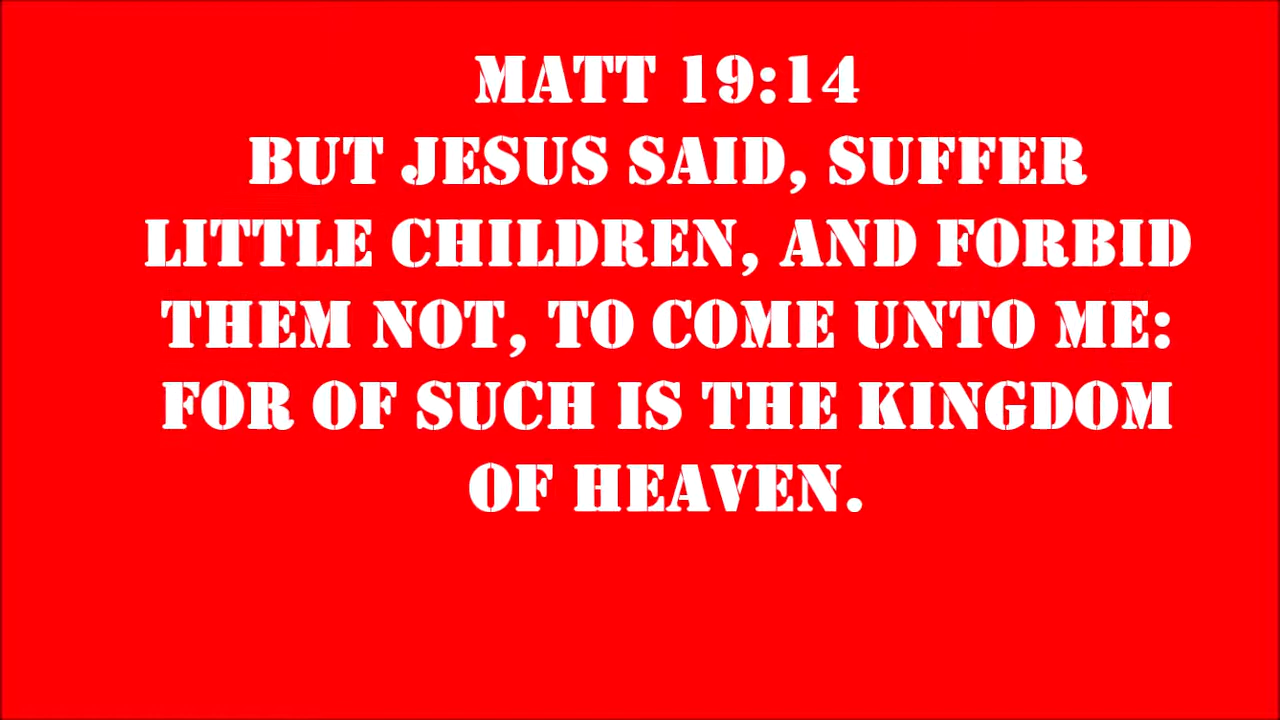 MATT 19:14
BUT JESUS SAID, SUFFER
LITTLE CHILDREN, AND FORBID
THEM NOT, TO COME UNTO ME:
FOR OF SUCH IS THE KINGDOM
OF HEAVEN.